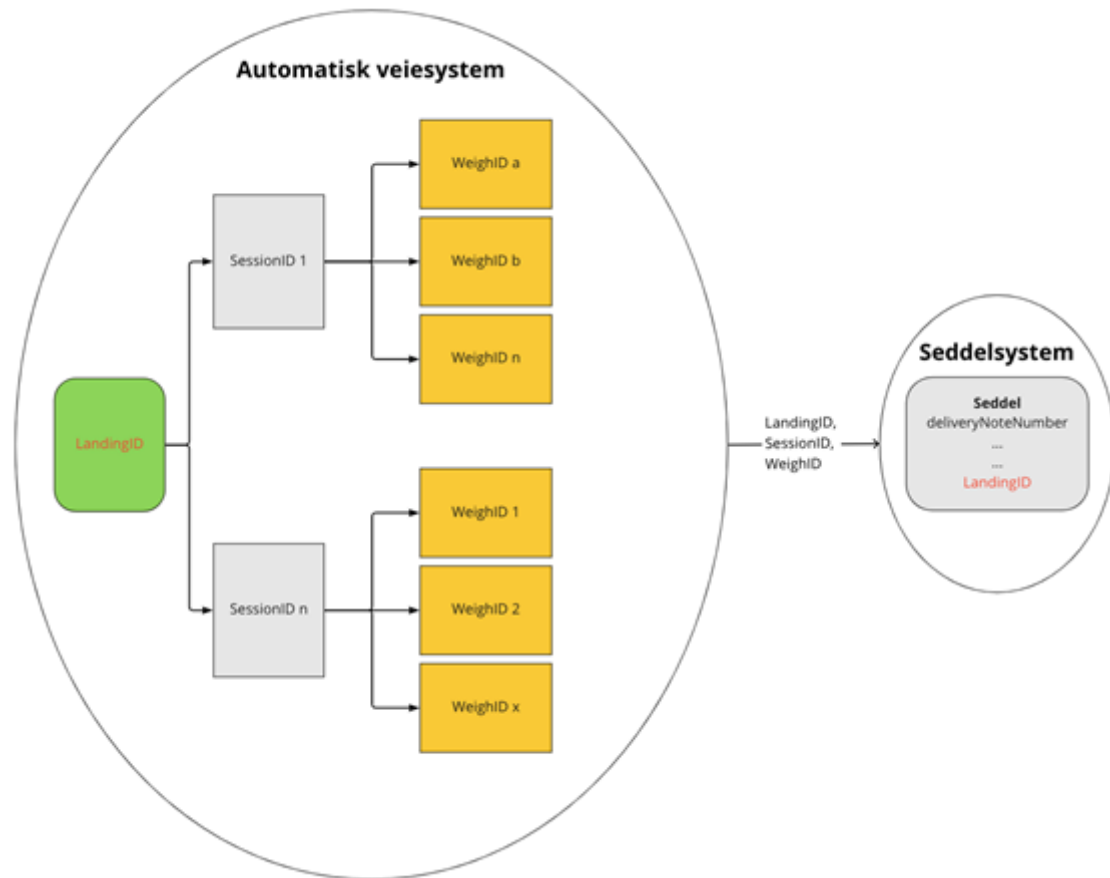 Automatisk veiesystem
WeighID a
SessionID 1
WeighID b
WeighID n
LandingID
WeighID 1
SessionID n
WeighID 2
WeighID x
LandingID,
SessionID,
WeighID
Seddelsystem
Seddel
deliveryNoteNumber
...
...
LandingID